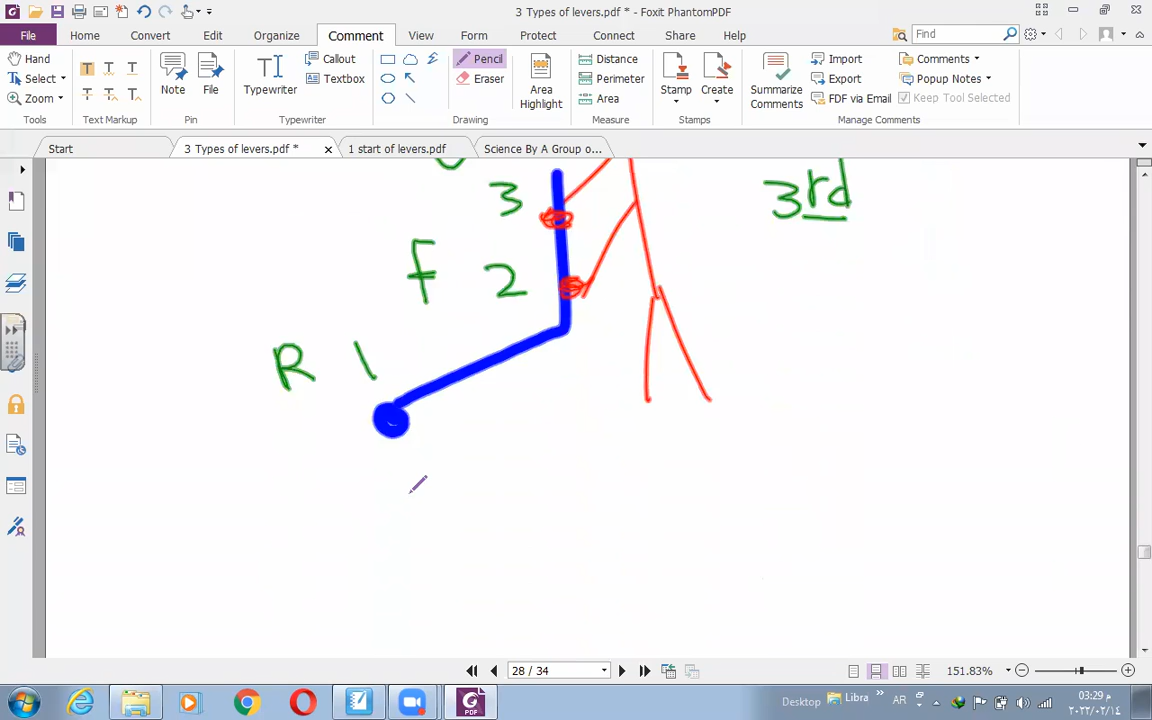 3 Types of levers.pdf * - Foxit PhantomPDF
File Home Convert Edit Organize Comment View Form Protect Connect Share Help Find
Hand
Select
Zoom
Tools
Text Markup
Note
File
Pin
Typewriter
Callout
Textbox
Typewriter
Pencil
Eraser
Drawing
Area
Highlight
Distance
Perimeter
Area
Measure
Stamp
Create
Stamps
Summarize
Comments
Import
Export
FDF via Email
Comments
Popup Notes
Keep Tool Selected
Manage Comments
Start
3 Types of levers.pdf *
1 start of levers.pdf
Science By A Group o...
3
3rd
F 2
R 1
28 / 34
151.83%
Desktop
Libra
»
AR
03:29 م
٢٠٢٢/٠٢/١٤